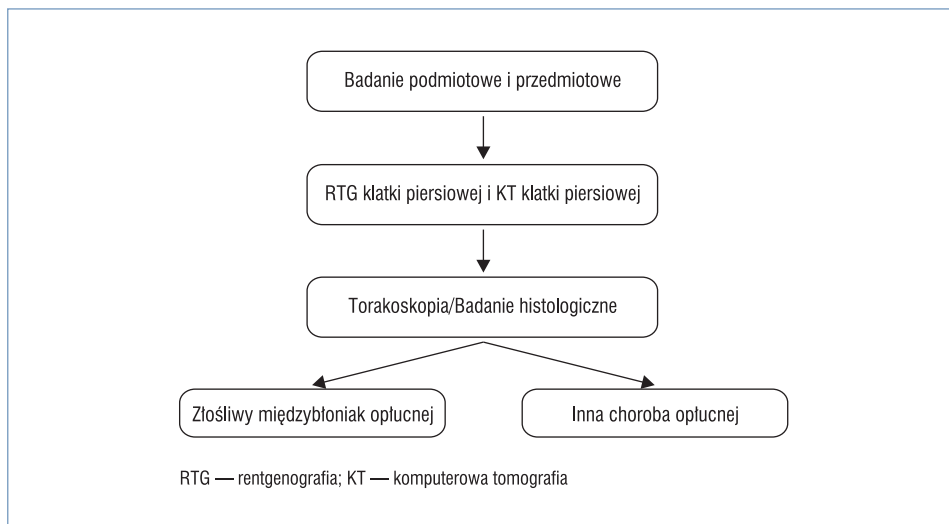 Badanie podmiotowe i przedmiotowe
RTG klatki piersiowej i KT klatki piersiowej
Torakoskopia/Badanie histologiczne
Złośliwy międzybłoniak opłucnej
Inna choroba opłucnej
RTG — rentgenografia; KT — komputerowa tomografia